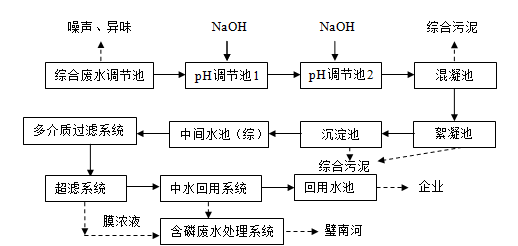 噪声、异味
NaOH
NaOH
综合污泥
综合废水调节池
pH调节池1
pH调节池2
混凝池
多介质过滤系统
中间水池（综）
沉淀池
絮凝池
综合污泥
超滤系统
中水回用系统
回用水池
企业
膜浓液
含磷废水处理系统
璧南河